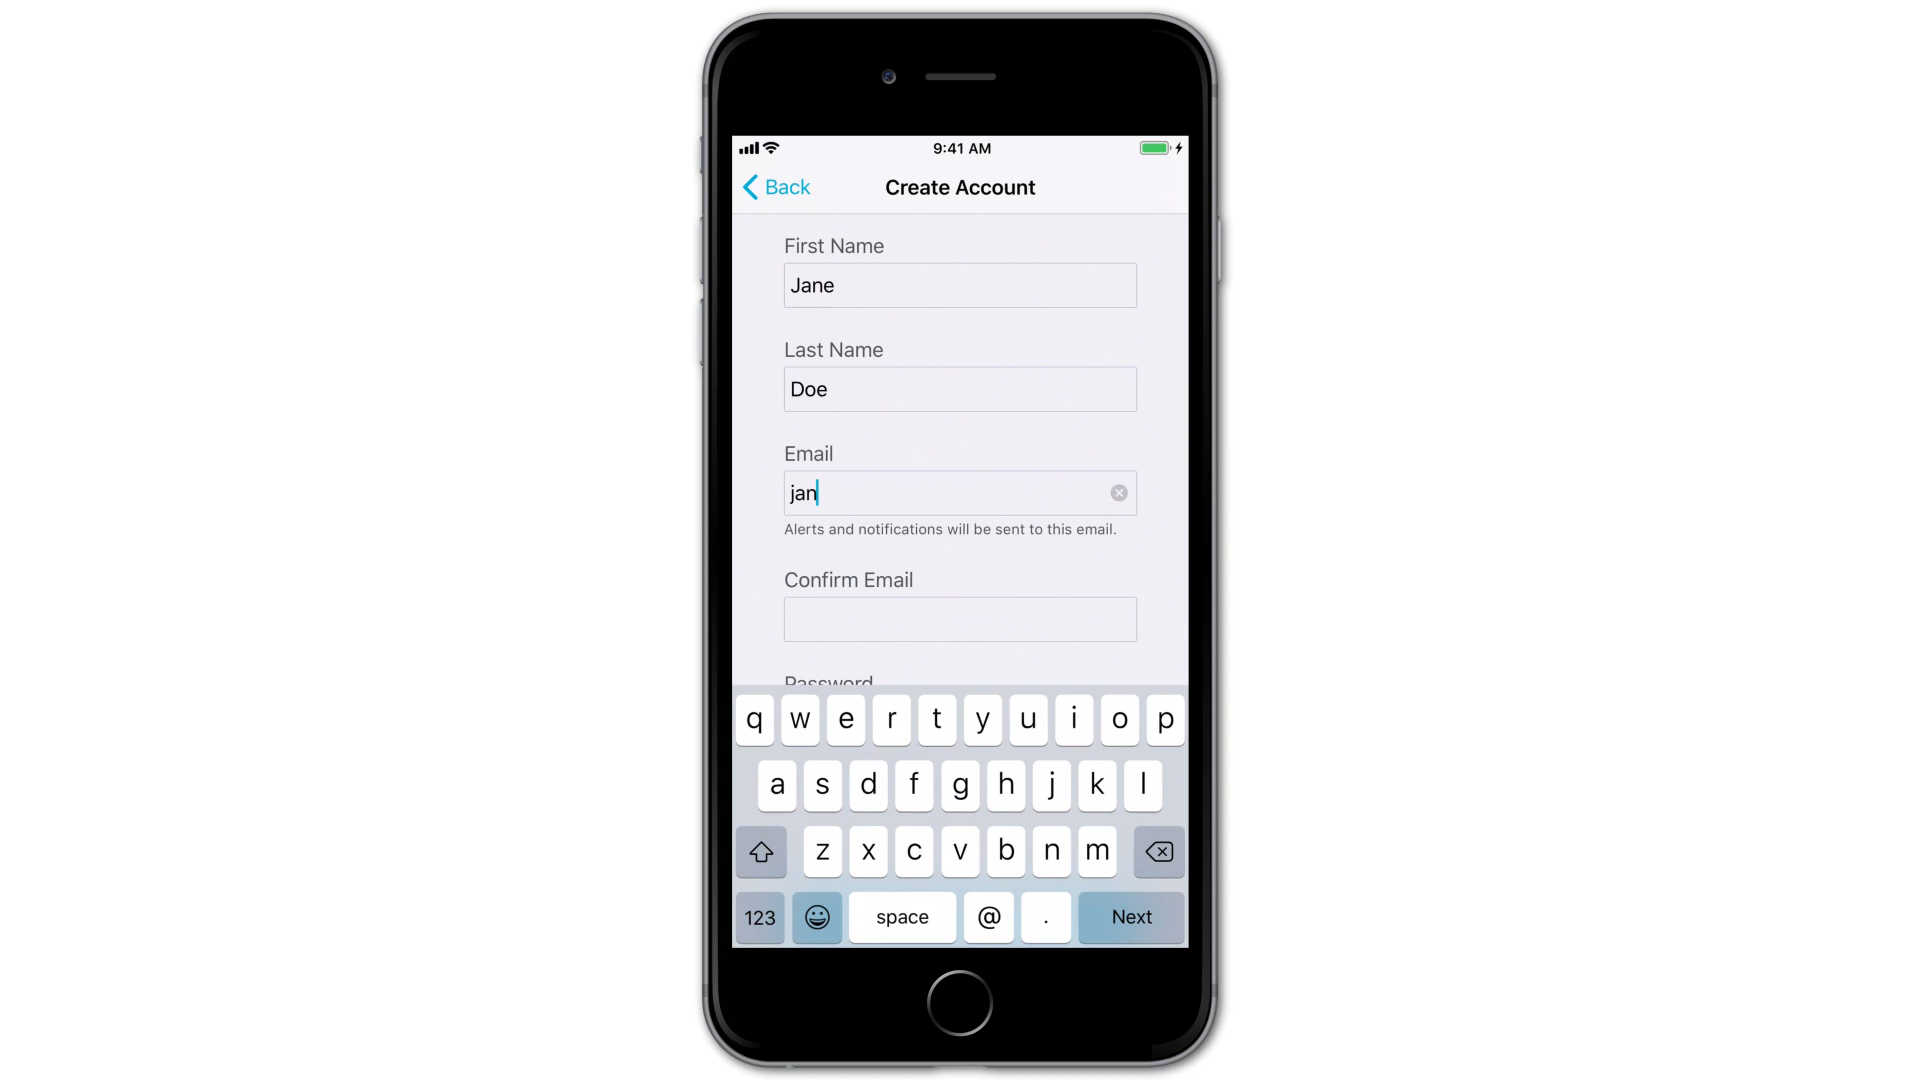 9:41 AM
Back
Create Account
First Name
Jane
Last Name
Doe
Email
jan
Alerts and notifications will be sent to this email.
Confirm Email
Password
q w e r t y u i o p
a s d f g h j k l
z x c v b n m
123 space @ . Next